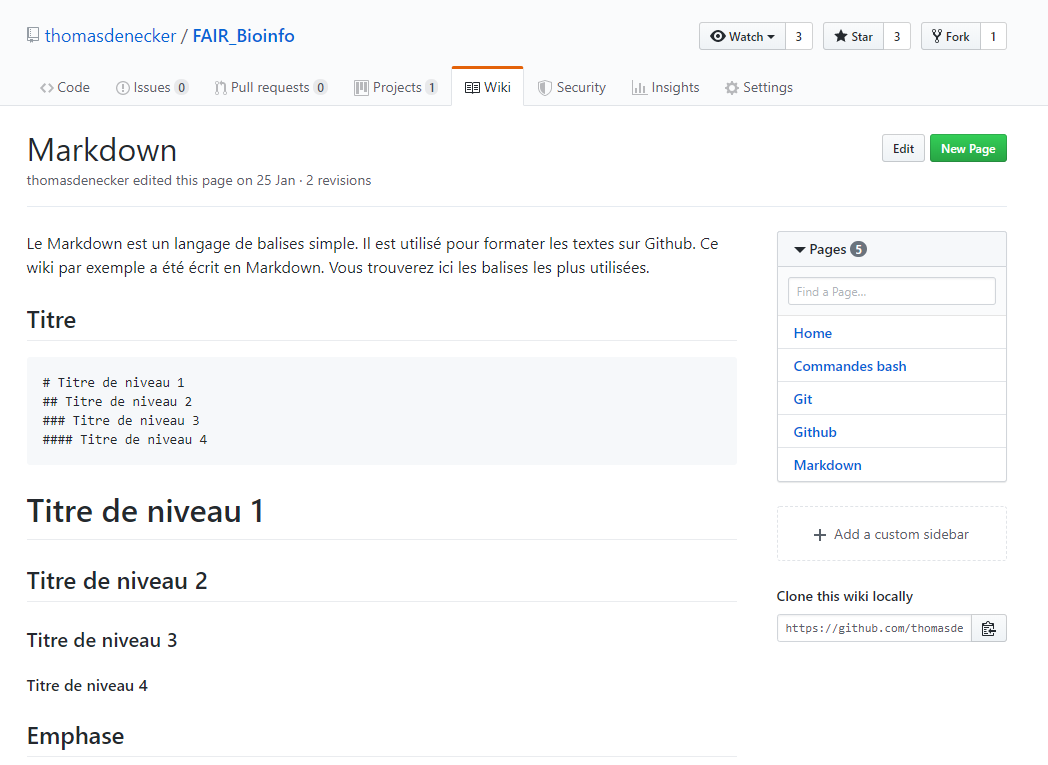 thomasdenecker / FAIR_Bioinfo
Watch 3 Star 3 Fork 1
Code Issues 0 Pull requests 0 Projects 1 Wiki Security Insights Settings
Markdown
Edit New Page
thomasdenecker edited this page on 25 Jan · 2 revisions
Le Markdown est un langage de balises simple. Il est utilisé pour formater les textes sur Github. Ce
wiki par exemple a été écrit en Markdown. Vous trouverez ici les balises les plus utilisées.
Titre
# Titre de niveau 1
## Titre de niveau 2
### Titre de niveau 3
#### Titre de niveau 4
Titre de niveau 1
Titre de niveau 2
Titre de niveau 3
Titre de niveau 4
Emphase
Pages 5
Find a Page...
Home
Commandes bash
Git
Github
Markdown
Add a custom sidebar
Clone this wiki locally
https://github.com/thomasde